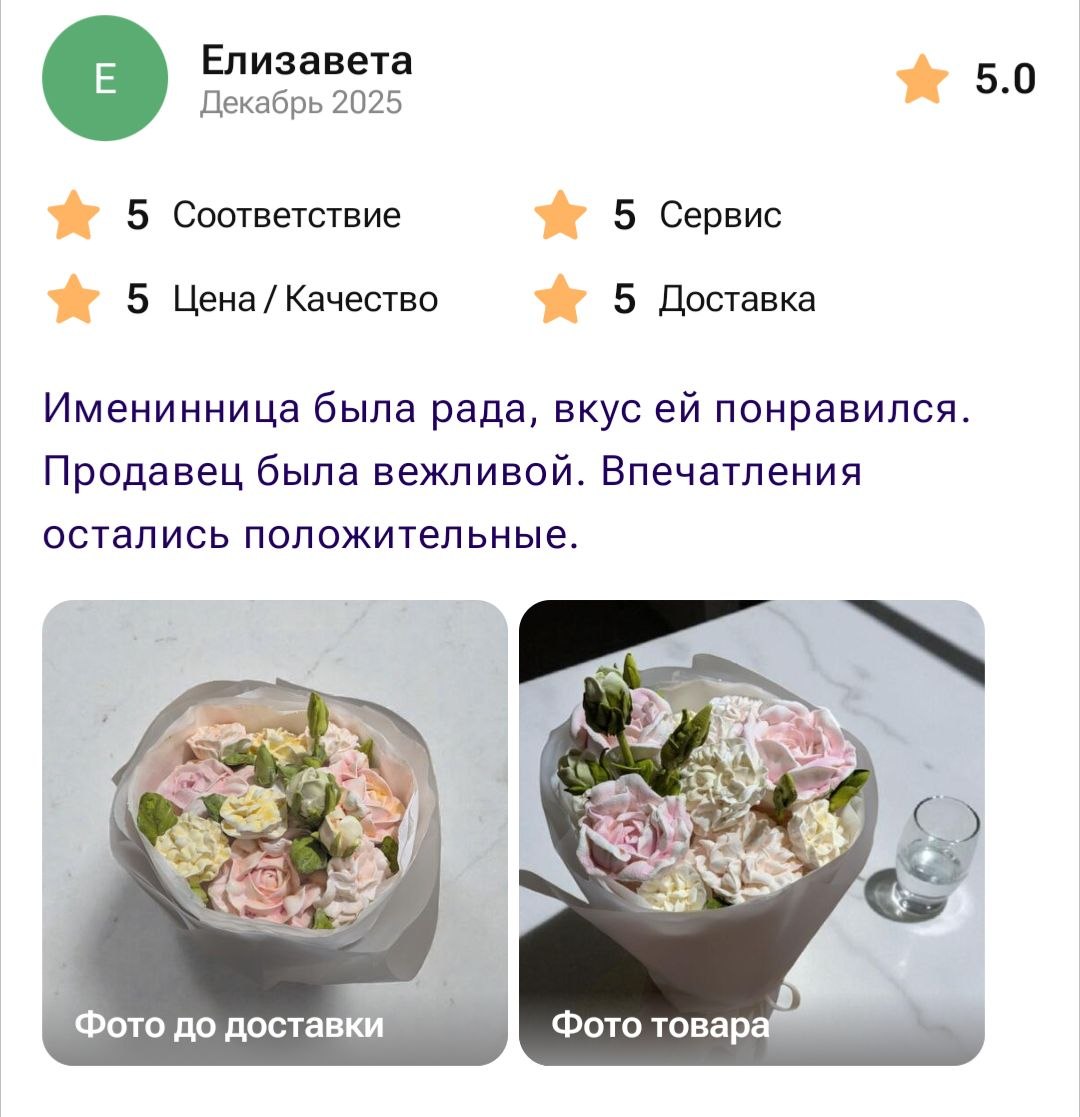 Е
Елизавета
Декабрь 2025
5.0
5 Соответствие
5 Сервис
5 Цена / Качество
5 Доставка
Именинница была рада, вкус ей понравился.
Продавец была вежливой. Впечатления
остались положительные.
Фото до доставки
Фото товара